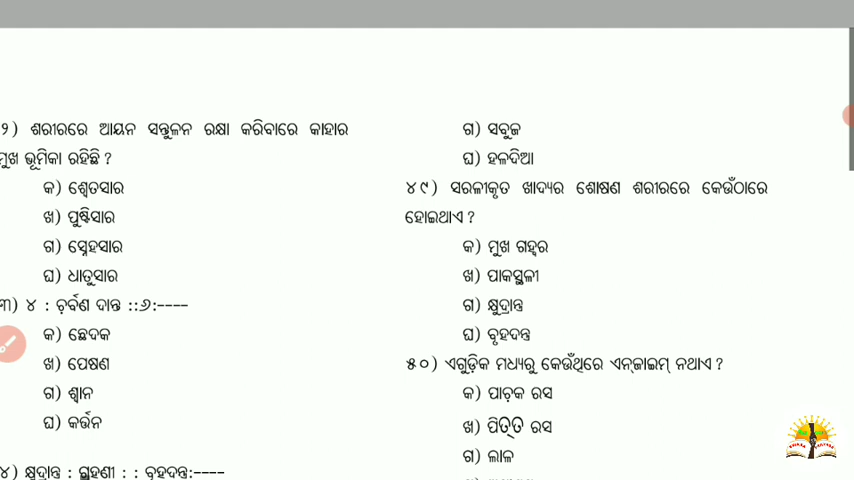 ୨) ଶରୀରରେ ଆୟନ ସନ୍ତୁଳନ ରକ୍ଷା କରିବାରେ କାହାର
ମୁଖ ଭୂମିକା ରହିଛି ?
କ) ଶ୍ୱେତସାର
ଖ) ପୁଷ୍ଟିସାର
ଗ) ସ୍ନେହସାର
ଘ) ଧାତୁସାର
୩) ୪ : ଚ଼ର୍ବଣ ଦାନ୍ତ ::୬:----
କ) ଛେଦକ
ଖ) ପେଷଣ
ଗ) ଶ୍ୱାନ
ଘ) କର୍ତ୍ତନ
୪) କ୍ଷୁଦ୍ରାନ୍ତ୍ର : ଗ୍ରହଣୀ : : ବୃହଦନ୍ତ୍ର:----
ଗ) ସବୁଜ
ଘ) ହଳଦିଆ
୪୯) ସରଳୀକୃତ ଖାଦ୍ୟର ଶୋଷଣ ଶରୀରରେ କେଉଁଠାରେ
ହୋଇଥାଏ ?
କ) ମୁଖ ଗହ୍ୱର
ଖ) ପାକସ୍ଥଳୀ
ଗ) କ୍ଷୁଦ୍ରାନ୍ତ୍ର
ଘ) ବୃହଦନ୍ତ୍ର
୫୦) ଏଗୁଡ଼ିକ ମଧ୍ୟରୁ କେଉଁଥିରେ ଏନ୍‌ଜାଇମ୍ ନଥାଏ ?
କ) ପାଚ଼କ ରସ
ଖ) ପିତ୍ତ ରସ
ଗ) ଲାଳ